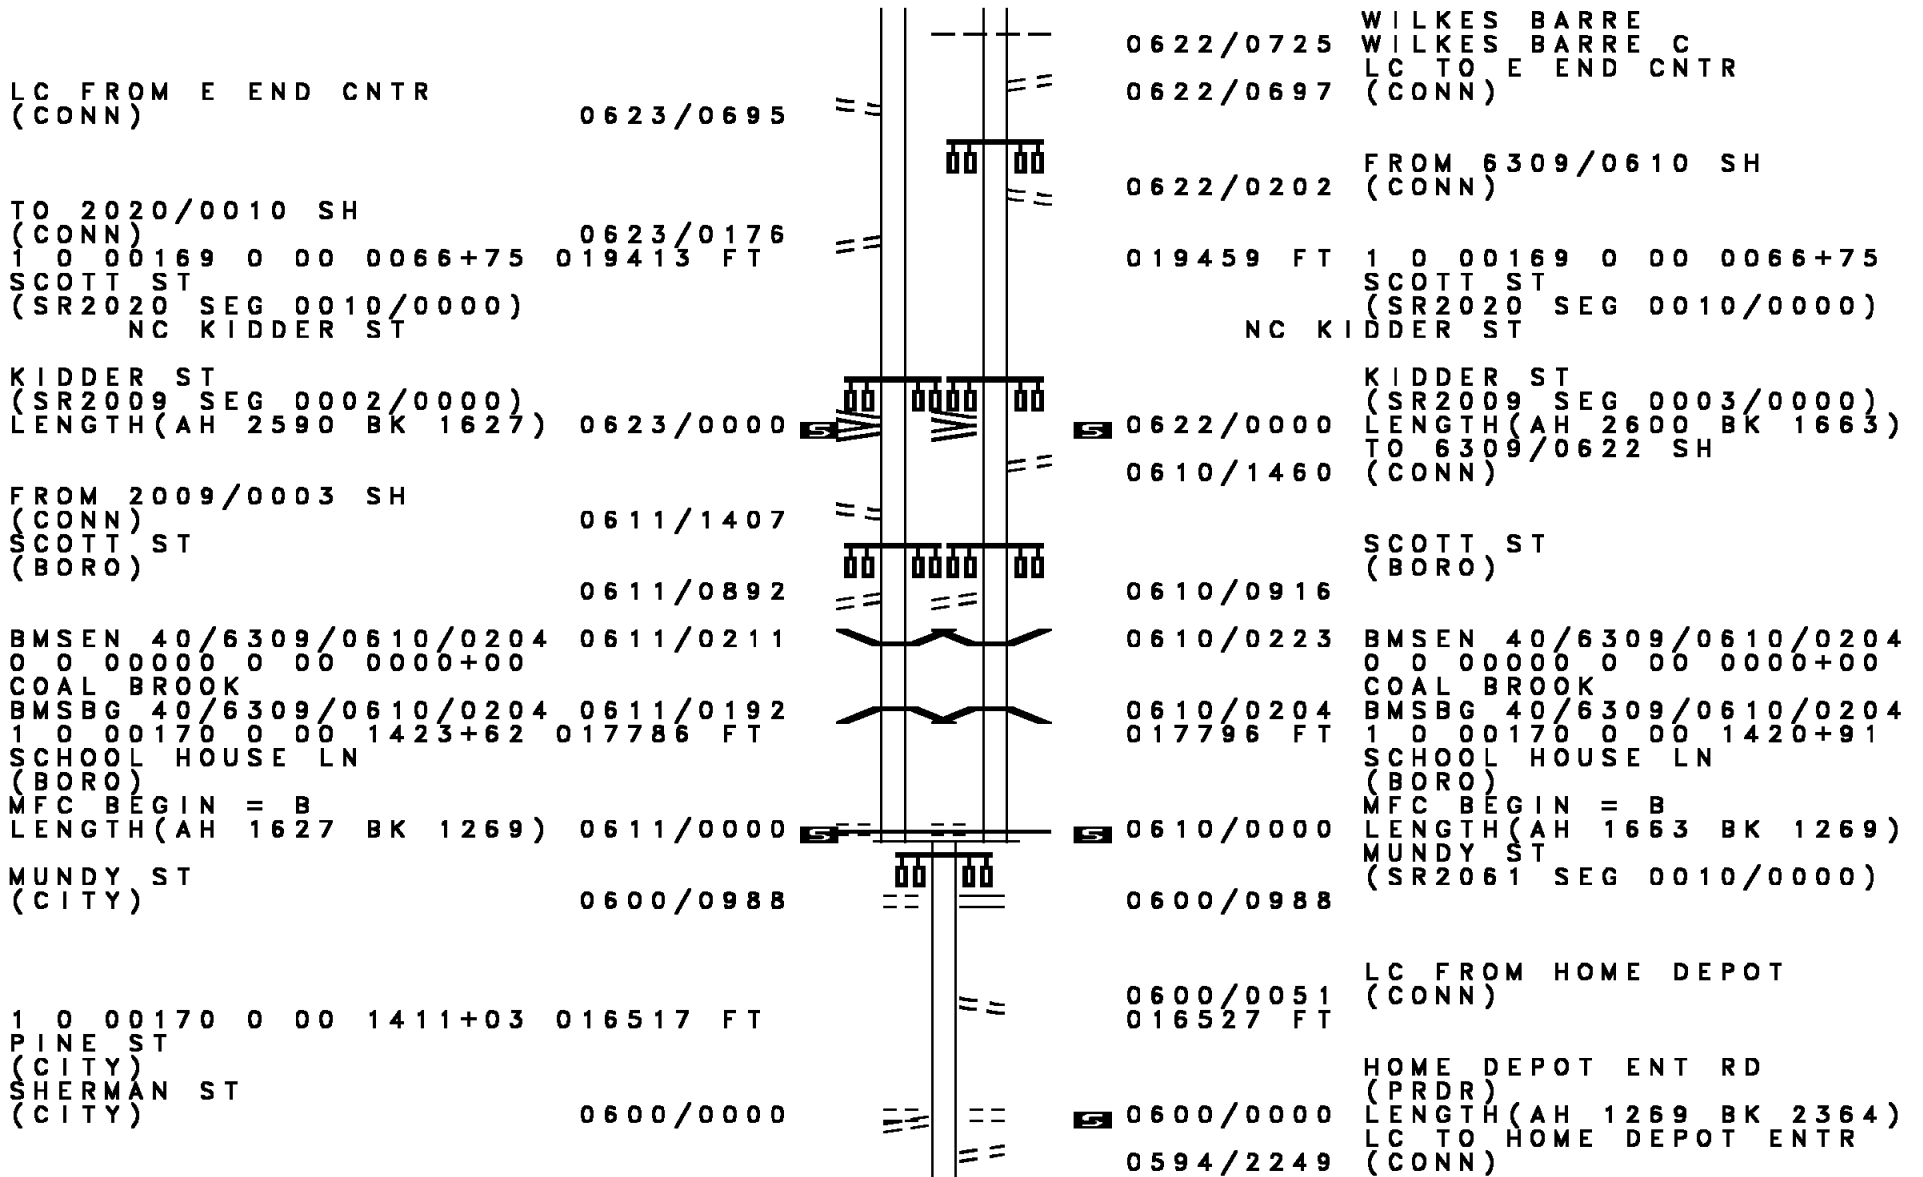 WILKES BARRE
0622/0725 WILKES BARRE C
LC TO E END CNTR
0622/0697 (CONN)
LC FROM E END CNTR
(CONN) 0623/0695
FROM 6309/0610 SH
0622/0202 (CONN)
TO 2020/0010 SH
(CONN) 0623/0176
1 0 00169 0 00 0066+75 019413 FT
SCOTT ST
(SR2020 SEG 0010/0000)
NC KIDDER ST
019459 FT 1 0 00169 0 00 0066+75
SCOTT ST
(SR2020 SEG 0010/0000)
NC KIDDER ST
KIDDER ST
(SR2009 SEG 0002/0000)
LENGTH(AH 2590 BK 1627) 0623/0000 S
KIDDER ST
(SR2009 SEG 0003/0000)
S 0622/0000 LENGTH(AH 2600 BK 1663)
TO 6309/0622 SH
0610/1460 (CONN)
FROM 2009/0003 SH
(CONN) 0611/1407
SCOTT ST
(BORO)
0611/0892
SCOTT ST
(BORO)
0610/0916
BMSEN 40/6309/0610/0204 0611/0211
0 0 00000 0 00 0000+00
COAL BROOK
BMSBG 40/6309/0610/0204 0611/0192
1 0 00170 0 00 1423+62 017786 FT
SCHOOL HOUSE LN
(BORO)
MFC BEGIN = B
LENGTH(AH 1627 BK 1269) 0611/0000 S
0610/0223 BMSEN 40/6309/0610/0204
0 0 00000 0 00 0000+00
COAL BROOK
0610/0204 BMSBG 40/6309/0610/0204
017796 FT 1 0 00170 0 00 1420+91
SCHOOL HOUSE LN
(BORO)
MFC BEGIN = B
S 0610/0000 LENGTH(AH 1663 BK 1269)
MUNDY ST
(SR2061 SEG 0010/0000)
0600/0988
MUNDY ST
(CITY) 0600/0988
LC FROM HOME DEPOT
0600/0051 (CONN)
016527 FT
1 0 00170 0 00 1411+03 016517 FT
PINE ST
(CITY)
SHERMAN ST
(CITY) 0600/0000
HOME DEPOT ENT RD
(PRDR)
S 0600/0000 LENGTH(AH 1269 BK 2364)
LC TO HOME DEPOT ENTR
0594/2249 (CONN)